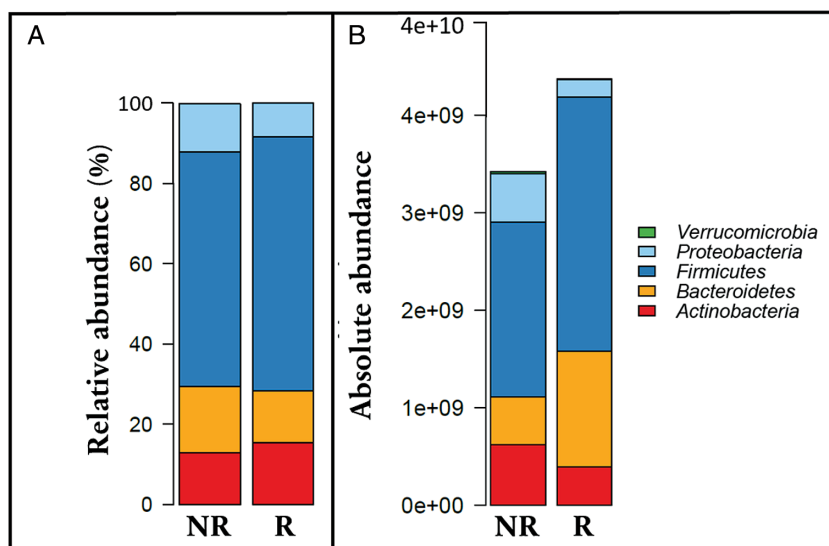 A
Relative abundance (%)
100
80
60
40
20
0
NR
R
B
Absolute abundance
4e+10
4e+09
3e+09
2e+09
1e+09
0e+00
NR
R
Verrucomicrobia
Proteobacteria
Firmicutes
Bacteroidetes
Actinobacteria